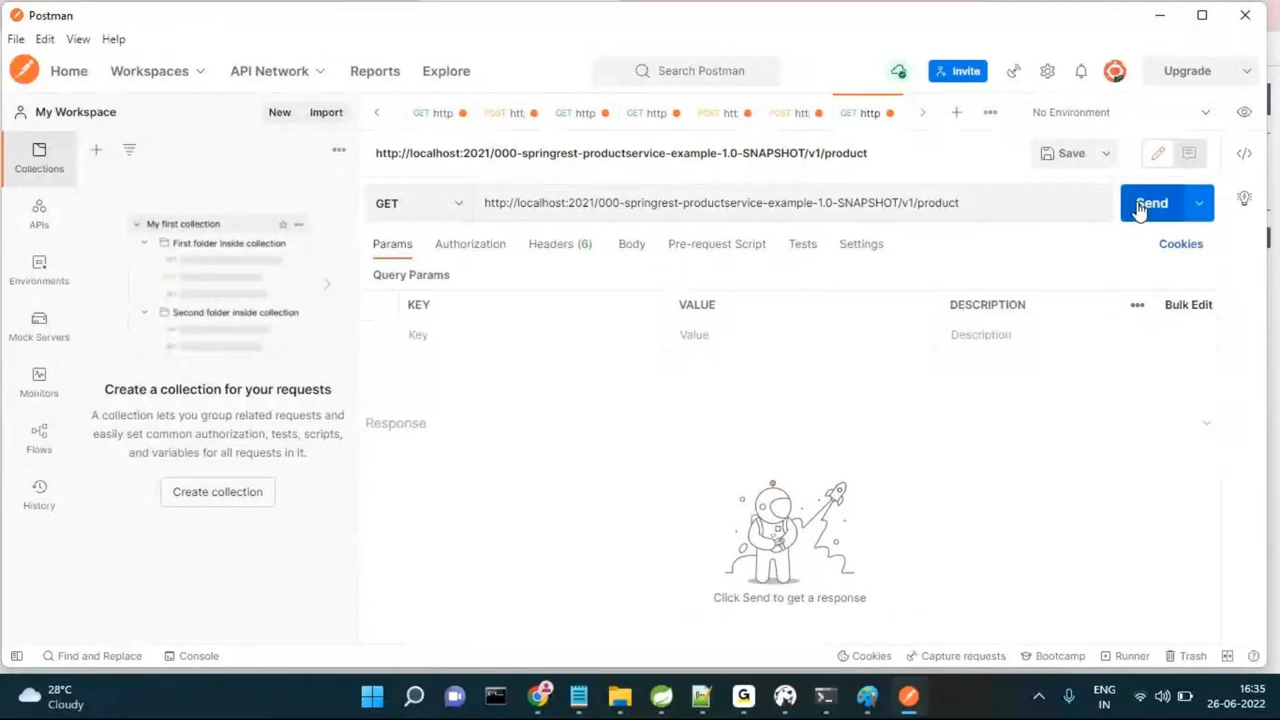 Postman
File Edit View Help
Home Workspaces API Network Reports Explore Search Postman Invite Upgrade
My Workspace New Import GET http POST htt GET http GET http POST htt POST htt GET http No Environment
http://localhost:2021/000-springrest-productservice-example-1.0-SNAPSHOT/v1/product Save
Collections
GET http://localhost:2021/000-springrest-productservice-example-1.0-SNAPSHOT/v1/product Send
APIs
Environments
Mock Servers
Monitors
Flows
History
My first collection
First folder inside collection
Second folder inside collection
Create a collection for your requests
A collection lets you group related requests and
easily set common authorization, tests, scripts,
and variables for all requests in it.
Create collection
Params Authorization Headers (6) Body Pre-request Script Tests Settings Cookies
Query Params
KEY VALUE DESCRIPTION Bulk Edit
Key Value Description
Response
Click Send to get a response
Find and Replace Console Cookies Capture requests Bootcamp Runner Trash
28°C
Cloudy
ENG
IN
16:35
26-06-2022